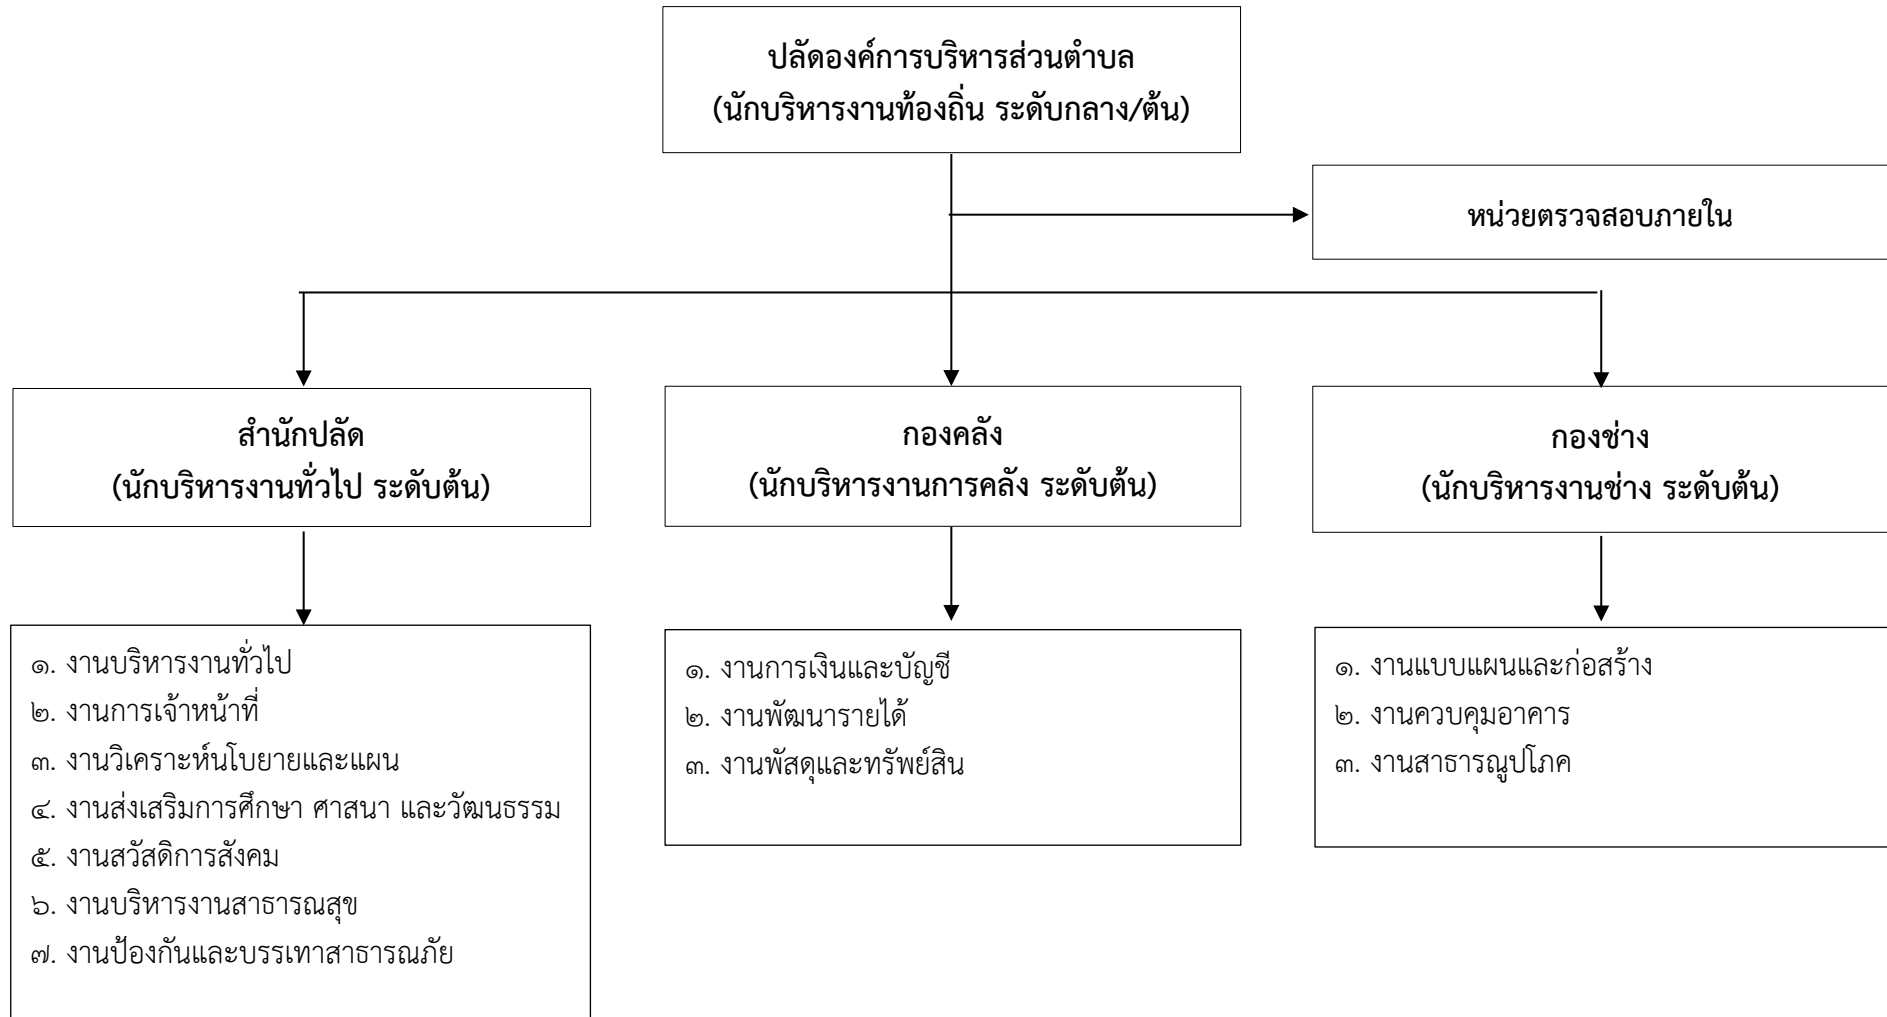 ปลัดองค์การบริหารส่วนตำบล
(นักบริหารงานท้องถิ่น ระดับกลาง/ต้น)
หน่วยตรวจสอบภายใน
สำนักปลัด
(นักบริหารงานทั่วไป ระดับต้น)
กองคลัง
(นักบริหารงานการคลัง ระดับต้น)
กองช่าง
(นักบริหารงานช่าง ระดับต้น)
๑. งานบริหารงานทั่วไป
๒. งานการเจ้าหน้าที่
๓. งานวิเคราะห์นโบยายและแผน
๔. งานส่งเสริมการศึกษา ศาสนา และวัฒนธรรม
๕. งานสวัสดิการสังคม
๖. งานบริหารงานสาธารณสุข
๗. งานป้องกันและบรรเทาสาธารณภัย
๑. งานการเงินและบัญชี
๒. งานพัฒนารายได้
๓. งานพัสดุและทรัพย์สิน
๑. งานแบบแผนและก่อสร้าง
๒. งานควบคุมอาคาร
๓. งานสาธารณูปโภค